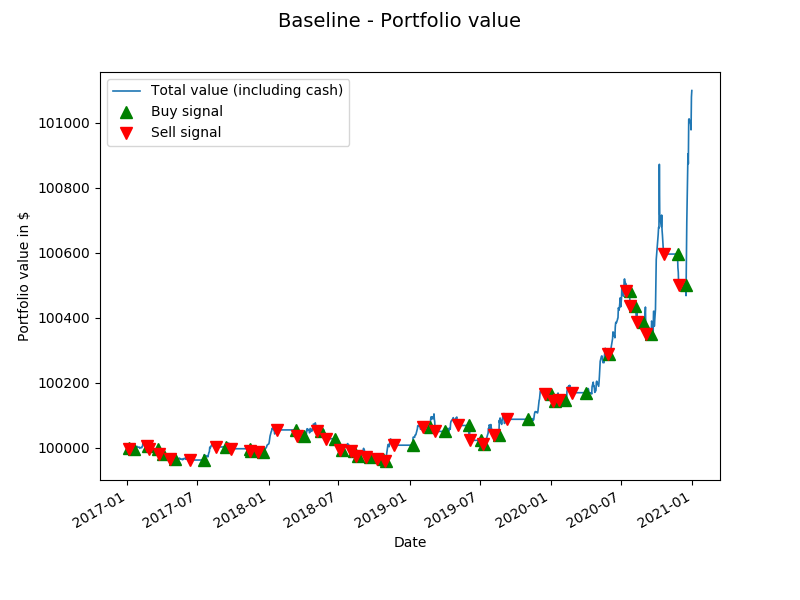 Baseline - Portfolio value
Total value (including cash)
Buy signal
Sell signal
101000
100800
100600
100400
100200
100000
Portfolio value in $
2017-01
2017-07
2018-01
2018-07
2019-01
2019-07
2020-01
2020-07
2021-01
Date